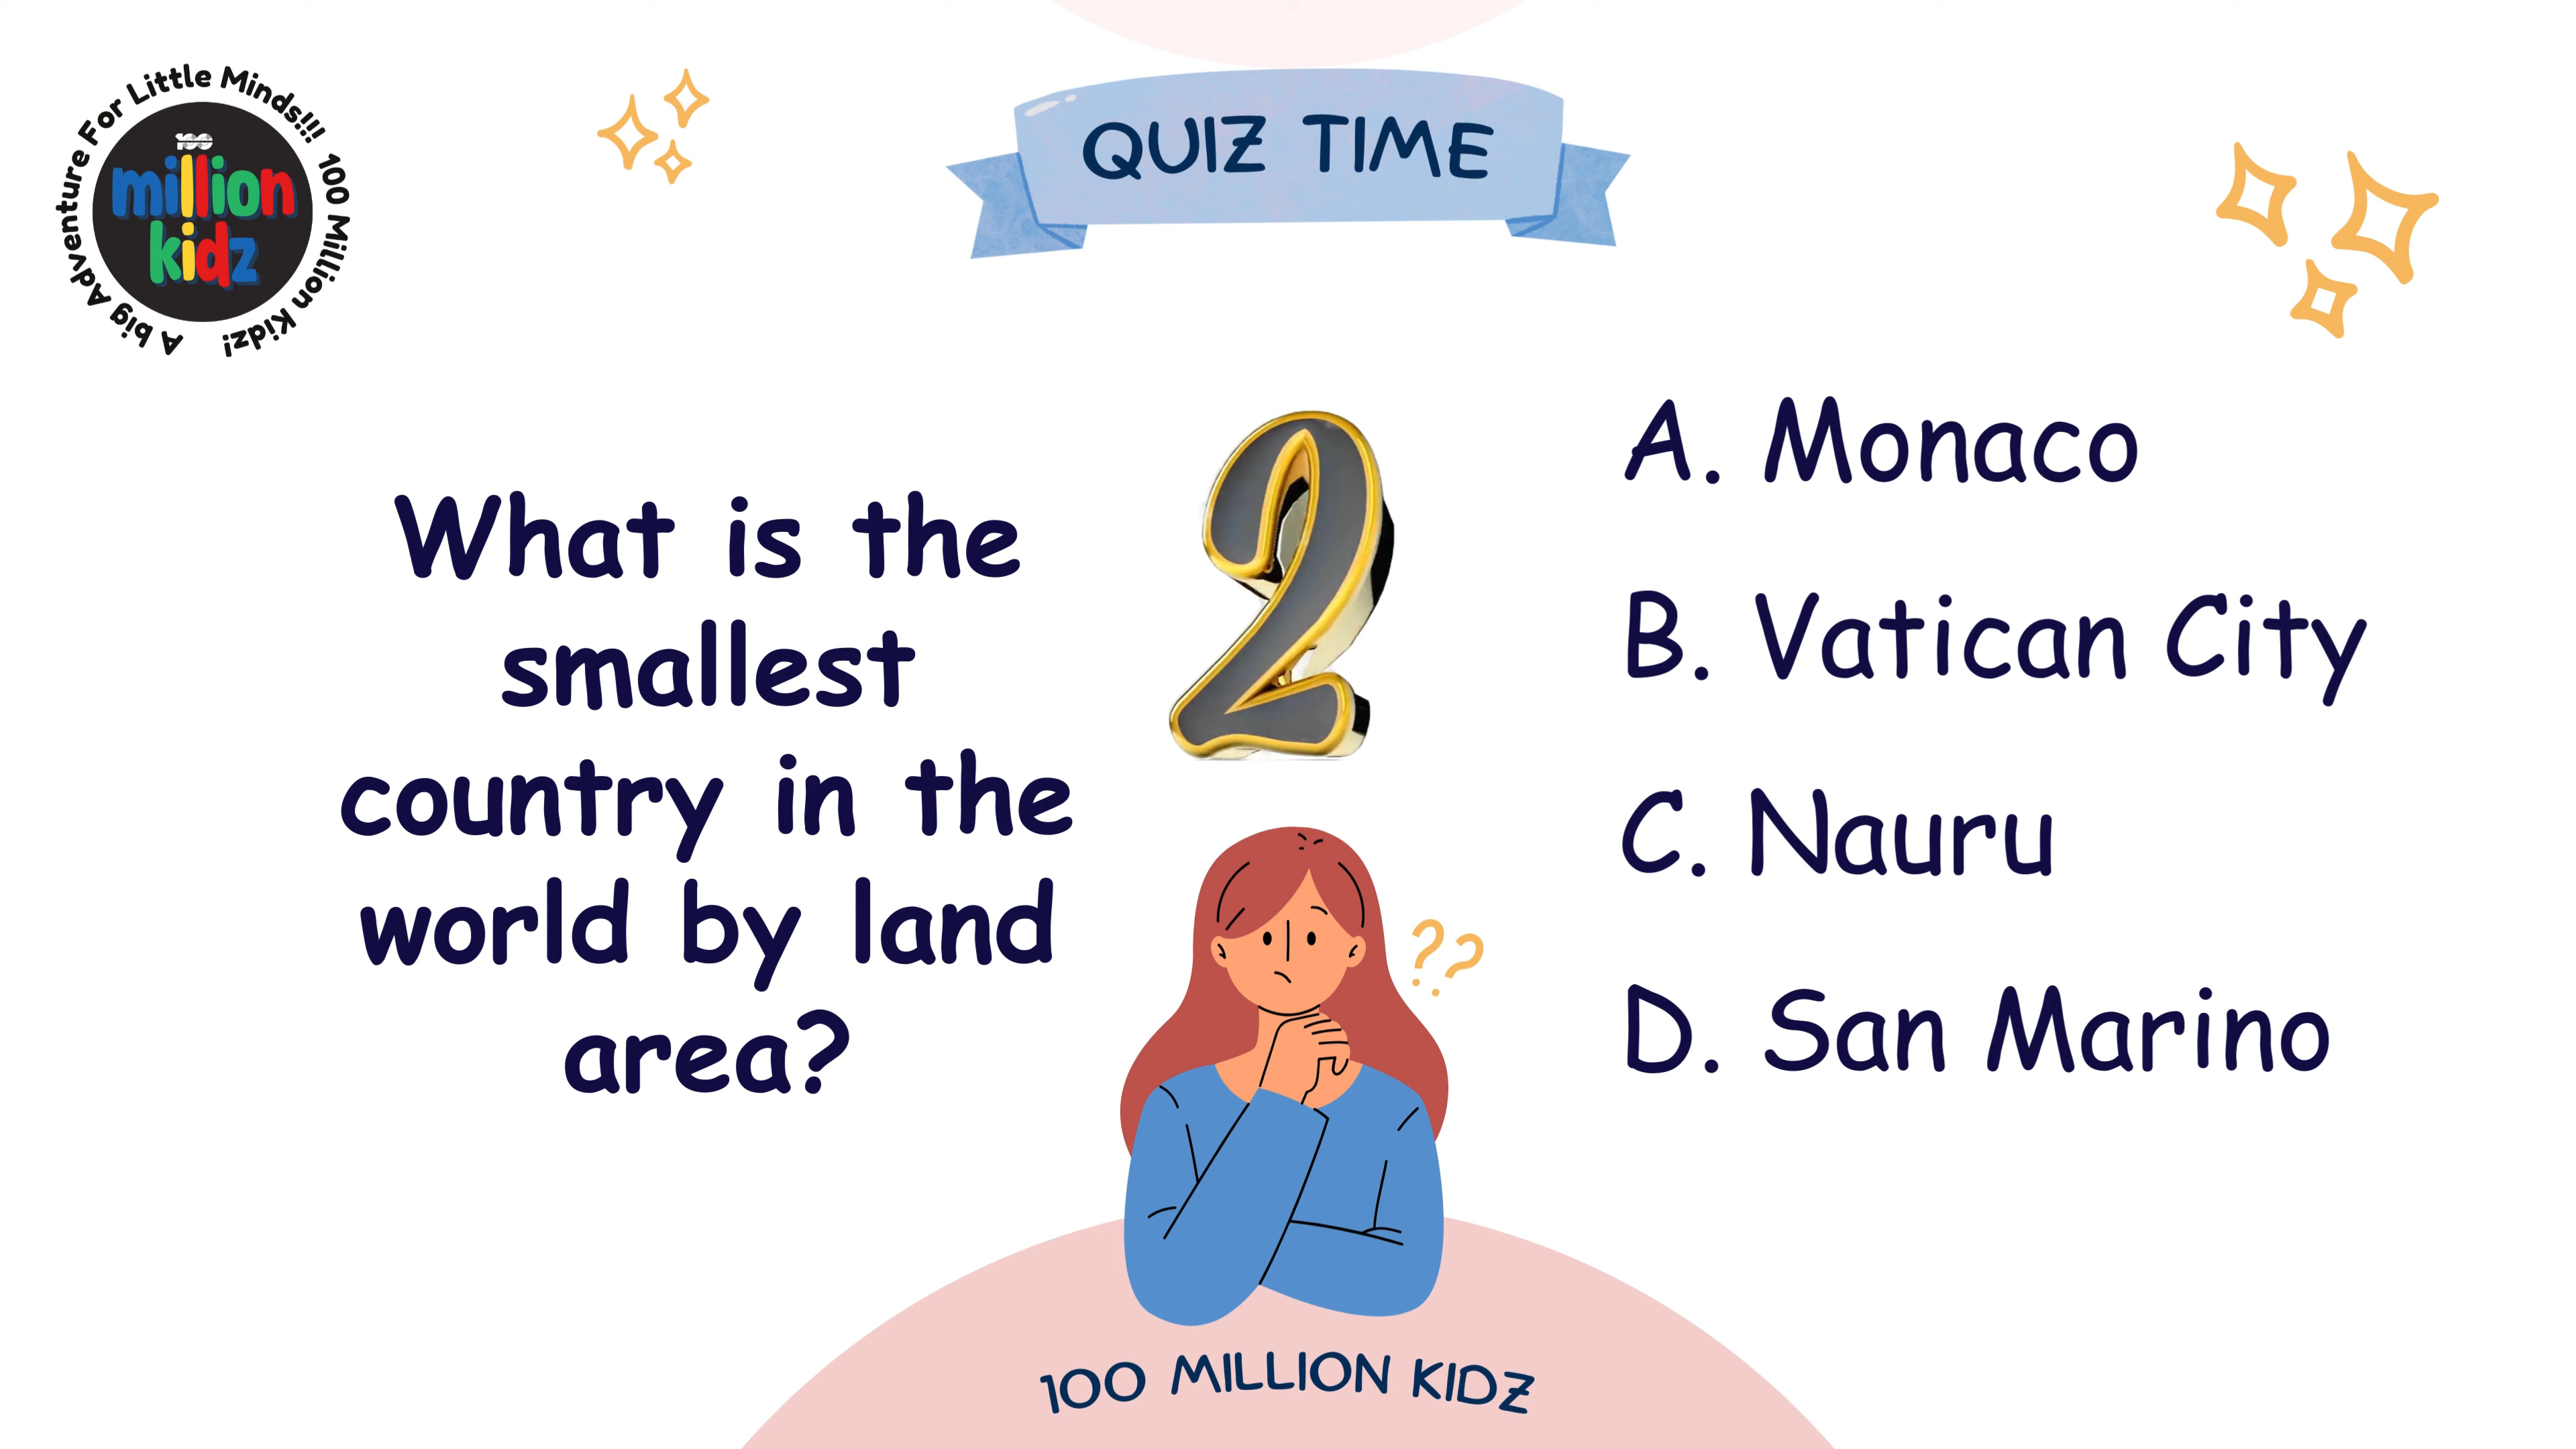 A big Adventure For Little Minds!!! 100 Million Kidz!
100
million
kidz
QUIZ TIME
2
What is the
smallest
country in the
world by land
area?
A. Monaco
B. Vatican City
C. Nauru
D. San Marino
??
100 MILLION KIDZ